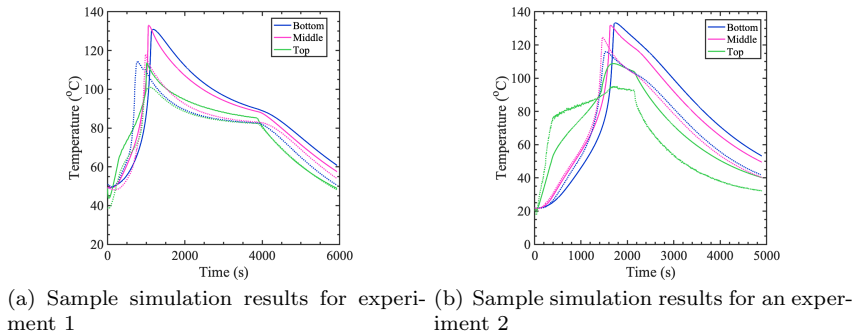 140
120
100
80
60
40
20
0
2000
4000
6000
Temperature (°C)
Time (s)
Bottom
Middle
Top
140
120
100
80
60
40
20
0
0
1000
2000
3000
4000
5000
Temperature (°C)
Time (s)
Bottom
Middle
Top
(a) Sample simulation results for experi-
ment 1
(b) Sample simulation results for an exper-
iment 2